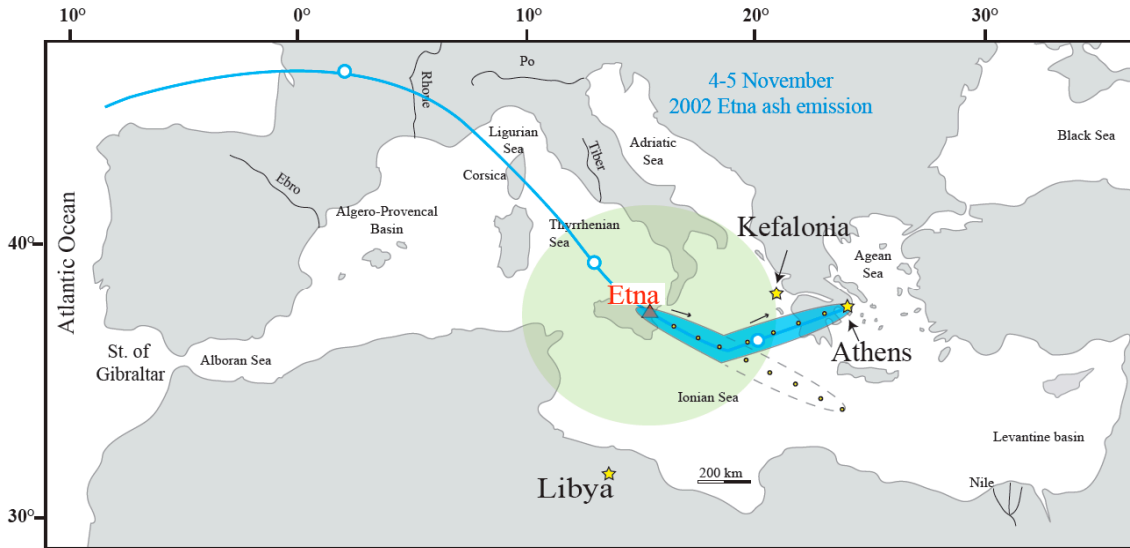 10°
0°
10°
20°
30°
4-5 November
2002 Etna ash emission
Po
Rhone
Ligurian
Sea
Tiber
Adriatic
Sea
Black Sea
Corsica
Ebro
Algero-Provencal
Basin
Thyrrhenian
Sea
Kefalonia
Agean
Sea
40°
Atlantic Ocean
Etna
Athens
St. of
Gibraltar
Alboran Sea
Ionian Sea
Levantine basin
200 km
Libya
Nile
30°